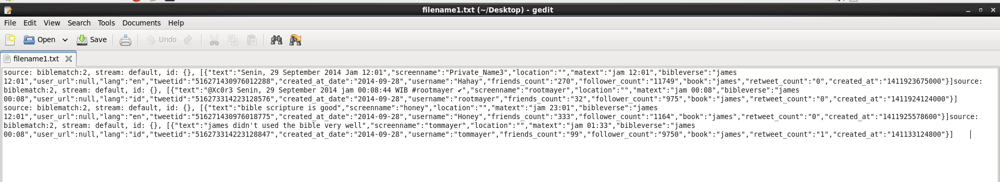 filename1.txt (~/Desktop) - gedit
File Edit View Search Tools Documents Help
Open Save Undo
filename1.txt
source: biblematch:2, stream: default, id: {}, [{"text":"Senin, 29 September 2014 Jam 12:01","screenname":"Private_Name3","location":"","matext":"jam 12:01","bibleverse":"james
12:01","user_url":null,"lang":"en","tweetid":"516271430976012288","created_at_date":"2014-09-28","username":"Hahay","friends_count":"270","follower_count":"11749","book":"james","retweet_count":"0","created_at":"1411923675000"}]source:
biblematch:2, stream: default, id: {}, [{"text":"@Xc0r3 Senin, 29 September 2014 jam 00:08:44 WIB #rootmayer ✔","screenname":"rootmayer","location":"","matext":"jam 00:08","bibleverse":"james
00:08","user_url":null,"lang":"id","tweetid":"516273314223128576","created_at_date":"2014-09-28","username":"rootmayer","friends_count":"32","follower_count":"975","book":"james","retweet_count":"0","created_at":"1411924124000"}]
source: biblematch:2, stream: default, id: {}, [{"text":"bible scripture is good","screenname":"honey","location":"","matext":"jam 23:01","bibleverse":"james
12:01","user_url":null,"lang":"en","tweetid":"516271430976018775","created_at_date":"2014-09-28","username":"Honey","friends_count":"333","follower_count":"1164","book":"james","retweet_count":"0","created_at":"1411925578600"}]source:
biblematch:2, stream: default, id: {}, [{"text":"james didn't used the bible very well","screenname":"tommayer","location":"","matext":"jam 01:33","bibleverse":"james
00:08","user_url":null,"lang":"id","tweetid":"516273314223128847","created_at_date":"2014-09-28","username":"tommayer","friends_count":"99","follower_count":"9750","book":"james","retweet_count":"1","created_at":"141133124800"}]